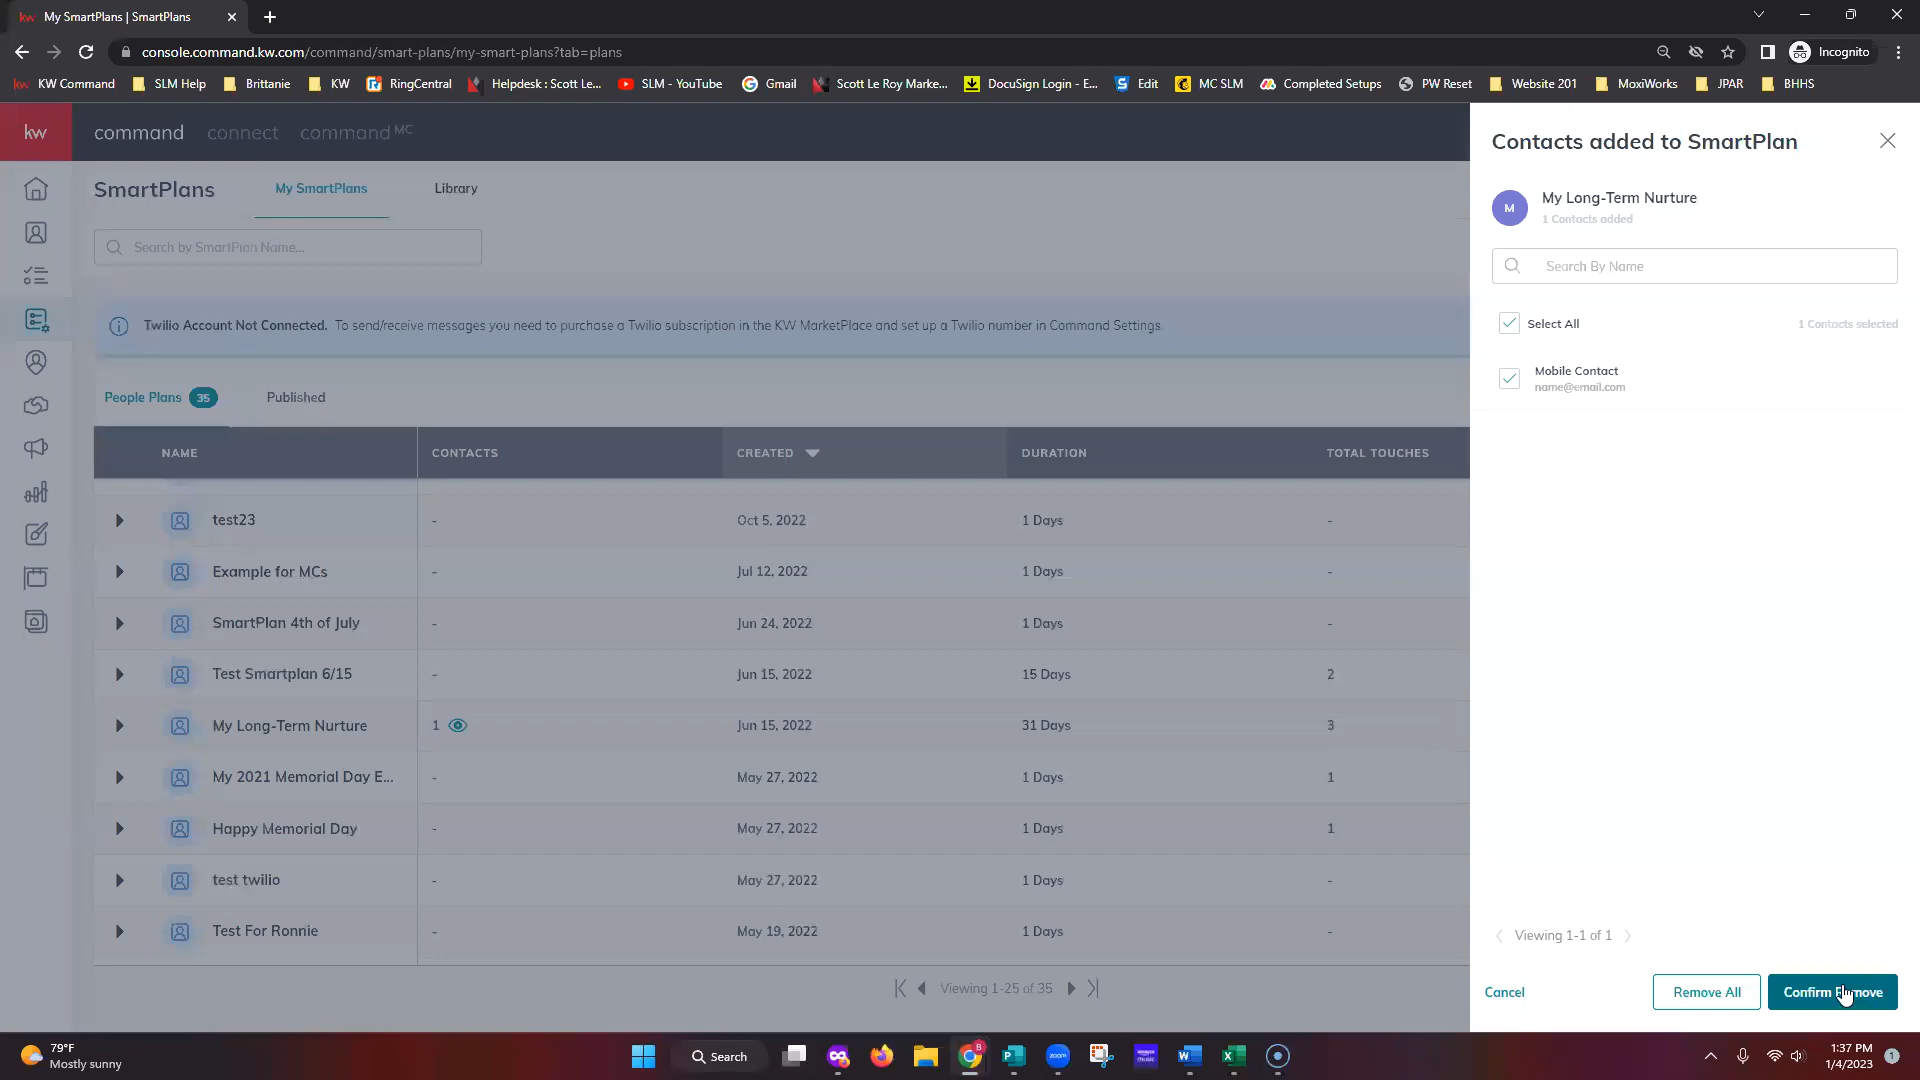 My SmartPlans | SmartPlans
console.command.kw.com/command/smart-plans/my-smart-plans?tab=plans
Incognito
kw KW Command SLM Help Brittanie KW RingCentral Helpdesk : Scott Le... SLM - YouTube Gmail Scott Le Roy Marke... DocuSign Login - E... Edit MC SLM Completed Setups PW Reset Website 201 MoxiWorks JPAR BHHS
kw command connect command MC
SmartPlans My SmartPlans Library
Search by SmartPlan Name...
Twilio Account Not Connected. To send/receive messages you need to purchase a Twilio subscription in the KW MarketPlace and set up a Twilio number in Command Settings.
People Plans 35 Published
NAME CONTACTS CREATED DURATION TOTAL TOUCHES
test23 - Oct 5, 2022 1 Days -
Example for MCs - Jul 12, 2022 1 Days -
SmartPlan 4th of July - Jun 24, 2022 1 Days -
Test Smartplan 6/15 - Jun 15, 2022 15 Days 2
My Long-Term Nurture 1 Jun 15, 2022 31 Days 3
My 2021 Memorial Day E... - May 27, 2022 1 Days 1
Happy Memorial Day - May 27, 2022 1 Days 1
test twilio - May 27, 2022 1 Days -
Test For Ronnie - May 19, 2022 1 Days -
Viewing 1-25 of 35
Contacts added to SmartPlan
M My Long-Term Nurture
1 Contacts added
Search By Name
Select All 1 Contacts selected
Mobile Contact
name@email.com
Viewing 1-1 of 1
Cancel Remove All Confirm Remove
79°F
Mostly sunny
Search
1:37 PM
1/4/2023
1